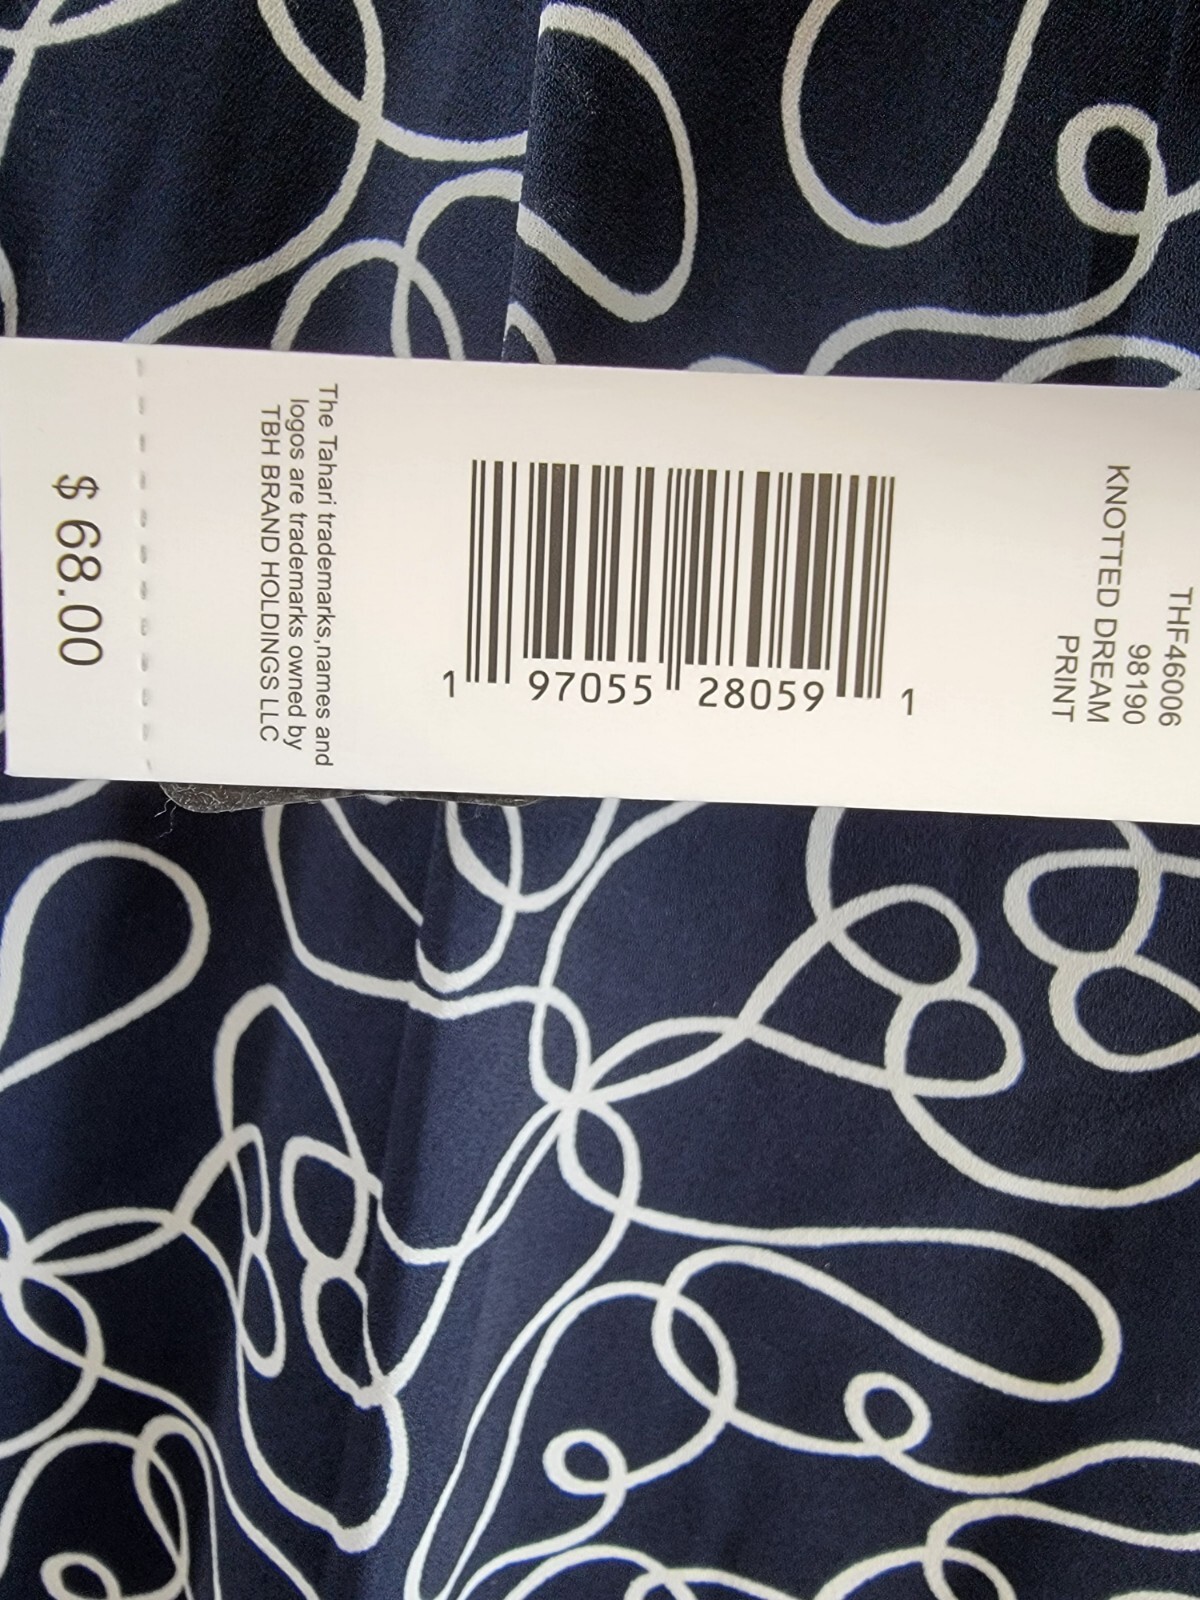 THF46006
98190
KNOTTED DREAM
PRINT
1 97055 28059 1
The Tahari trademarks,names and
logos are trademarks owned by
TBH BRAND HOLDINGS LLC
$ 68.00